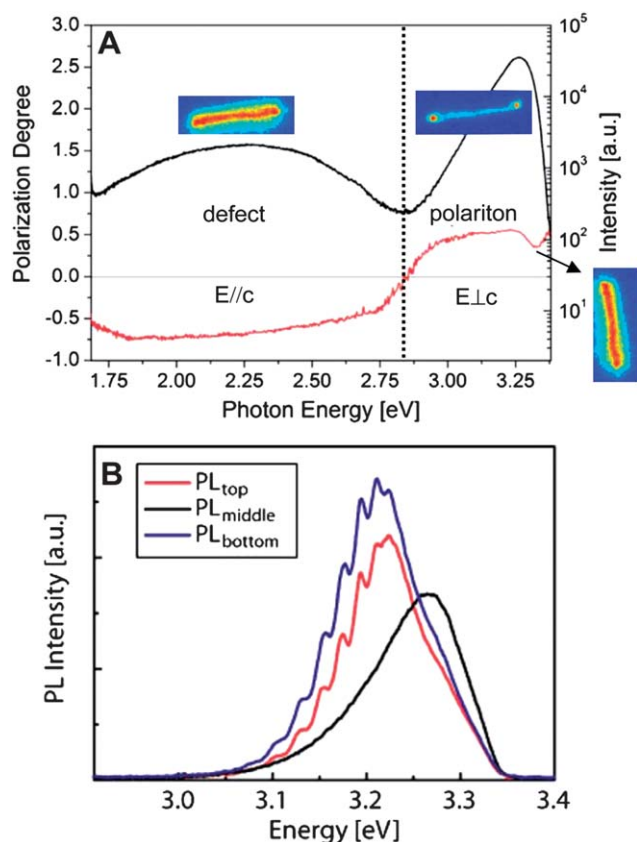 A
3.0
2.5
2.0
1.5
1.0
0.5
0.0
-0.5
-1.0
Polarization Degree
10⁵
10⁴
10³
10²
10¹
Intensity [a.u.]
defect
polariton
E//c
E⊥c
1.75 2.00 2.25 2.50 2.75 3.00 3.25
Photon Energy [eV]
B
PLtop
PLmiddle
PLbottom
PL Intensity [a.u.]
3.0 3.1 3.2 3.3 3.4
Energy [eV]